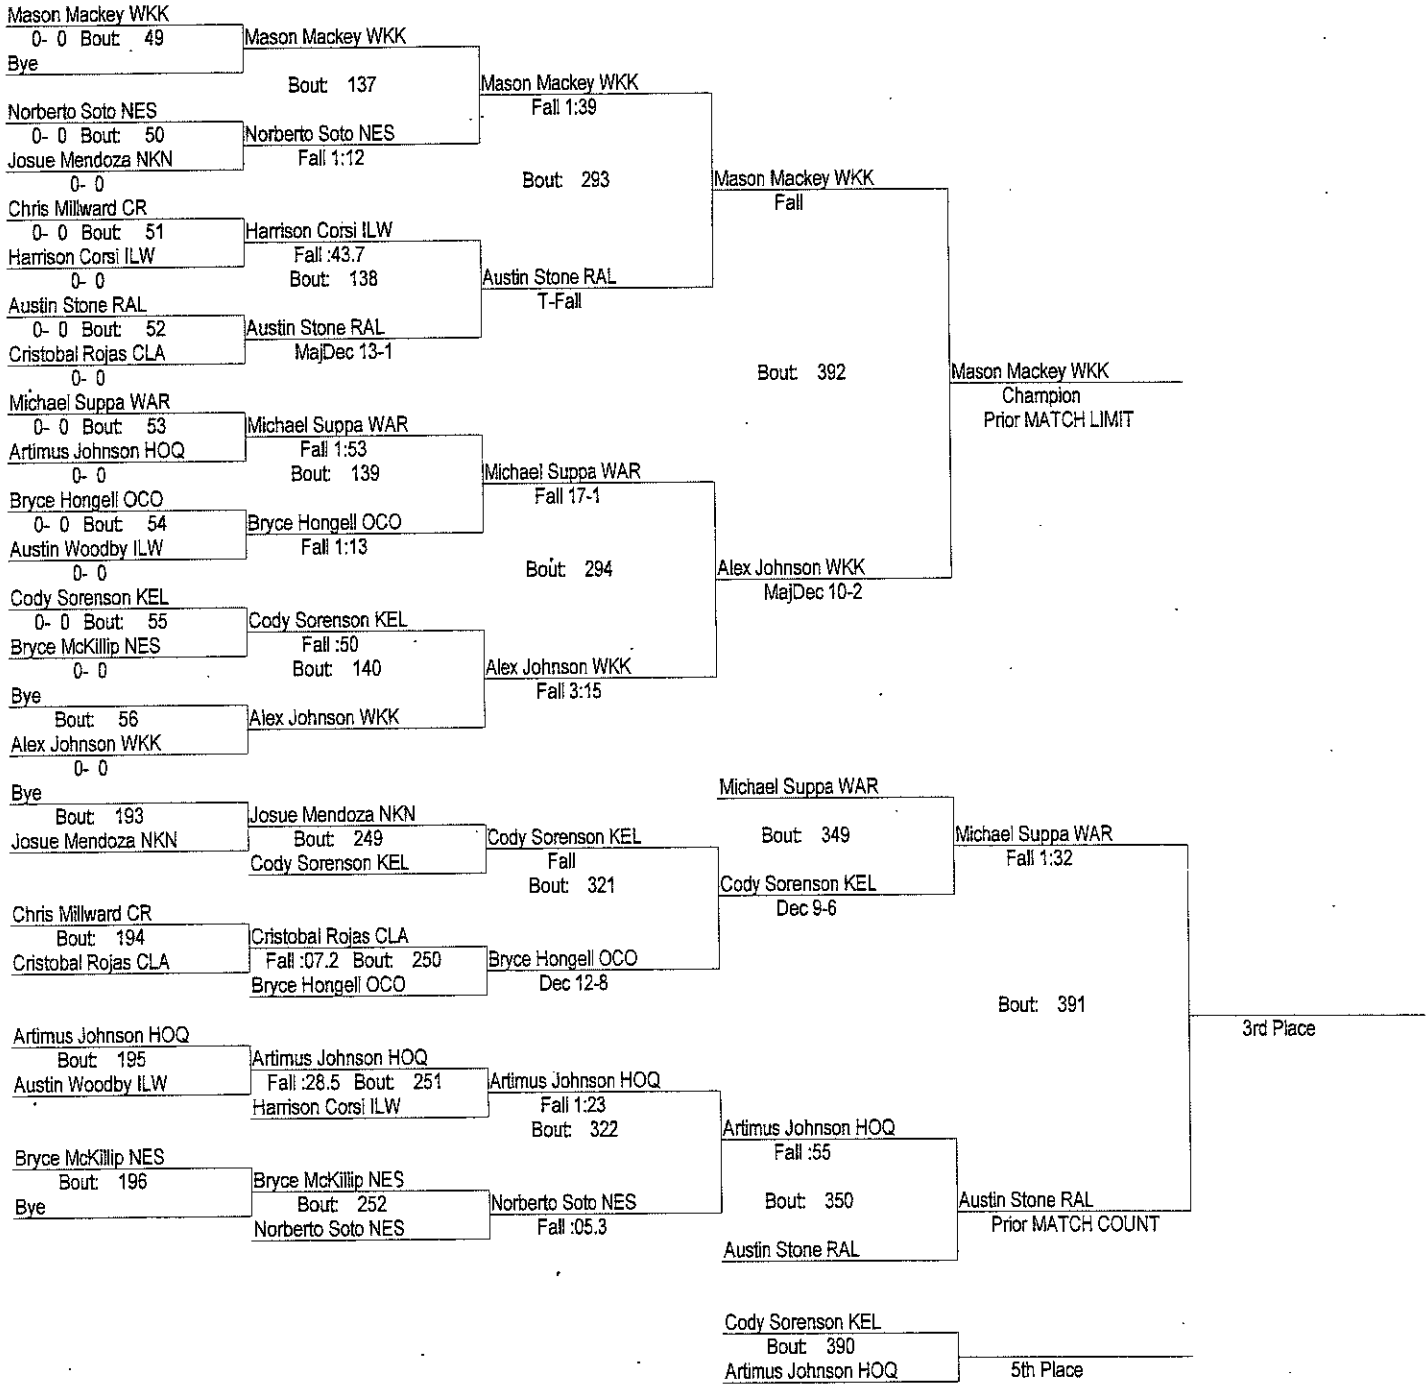 Mason Mackey WKK
0- 0 Bout: 49
Bye
Mason Mackey WKK
Bout: 137
Norberto Soto NES
0- 0 Bout: 50
Josue Mendoza NKN
0- 0
Norberto Soto NES
Fall 1:12
Mason Mackey WKK
Fall 1:39
Bout: 293
Chris Millward CR
0- 0 Bout: 51
Harrison Corsi ILW
0- 0
Harrison Corsi ILW
Fall :43.7
Bout: 138
Austin Stone RAL
0- 0 Bout: 52
Cristobal Rojas CLA
0- 0
Austin Stone RAL
MajDec 13-1
Austin Stone RAL
T-Fall
Mason Mackey WKK
Fall
Bout: 392
Mason Mackey WKK
Champion
Prior MATCH LIMIT
Michael Suppa WAR
0- 0 Bout: 53
Artimus Johnson HOQ
0- 0
Michael Suppa WAR
Fall 1:53
Bout: 139
Bryce Hongell OCO
0- 0 Bout: 54
Austin Woodby ILW
0- 0
Bryce Hongell OCO
Fall 1:13
Michael Suppa WAR
Fall 17-1
Bout: 294
Cody Sorenson KEL
0- 0 Bout: 55
Bryce McKillip NES
0- 0
Cody Sorenson KEL
Fall :50
Bout: 140
Bye
Bout: 56
Alex Johnson WKK
0- 0
Alex Johnson WKK
Alex Johnson WKK
Fall 3:15
Alex Johnson WKK
MajDec 10-2
Bye
Bout: 193
Josue Mendoza NKN
Josue Mendoza NKN
Bout: 249
Cody Sorenson KEL
Cody Sorenson KEL
Fall
Bout: 321
Chris Millward CR
Bout: 194
Cristobal Rojas CLA
Cristobal Rojas CLA
Fall :07.2 Bout: 250
Bryce Hongell OCO
Bryce Hongell OCO
Dec 12-8
Michael Suppa WAR
Bout: 349
Cody Sorenson KEL
Dec 9-6
Michael Suppa WAR
Fall 1:32
Bout: 391
3rd Place
Artimus Johnson HOQ
Bout: 195
Austin Woodby ILW
Artimus Johnson HOQ
Fall :28.5 Bout: 251
Harrison Corsi ILW
Artimus Johnson HOQ
Fall 1:23
Bout: 322
Bryce McKillip NES
Bout: 196
Bye
Bryce McKillip NES
Bout: 252
Norberto Soto NES
Norberto Soto NES
Fall :05.3
Artimus Johnson HOQ
Fall :55
Bout: 350
Austin Stone RAL
Austin Stone RAL
Prior MATCH COUNT
Cody Sorenson KEL
Bout: 390
Artimus Johnson HOQ
5th Place